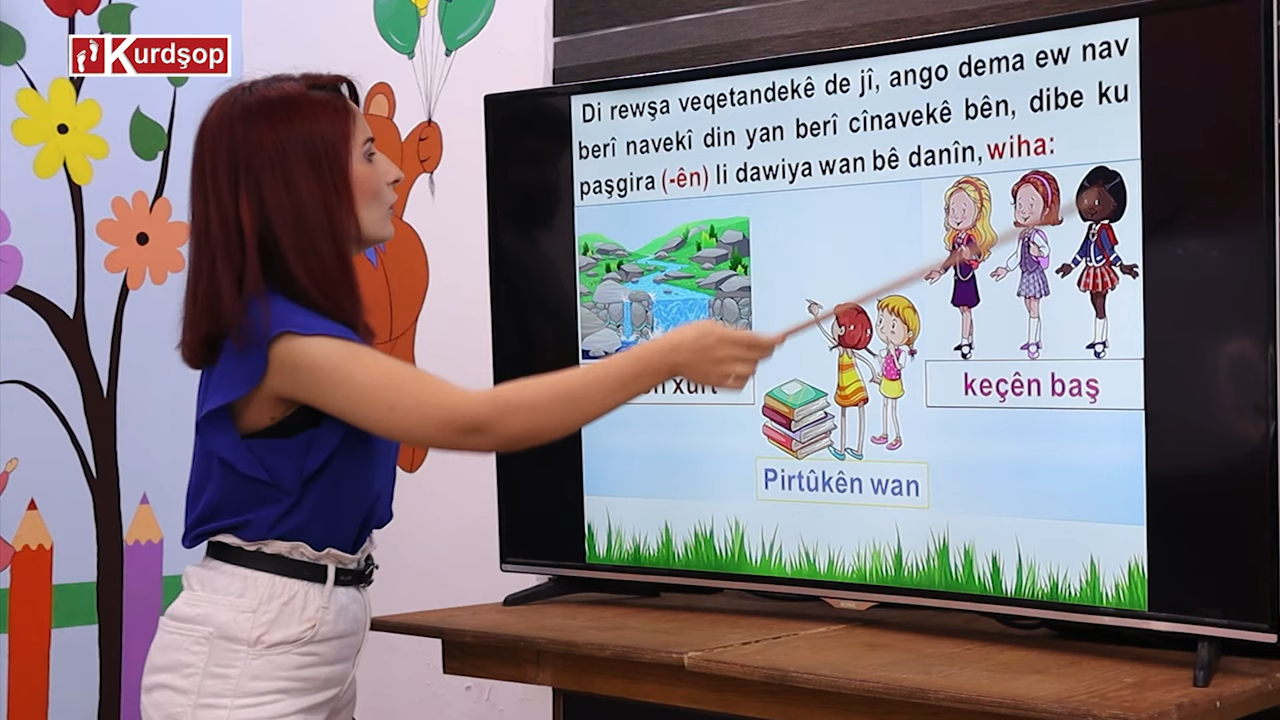 Kurdşop
Di rewşa veqetandekê de jî, ango dema ew nav
berî navekî din yan berî cînavekê bên, dibe ku
paşgira (-ên) li dawiya wan bê danîn, wiha:
xurt
keçên baş
Pirtûkên wan